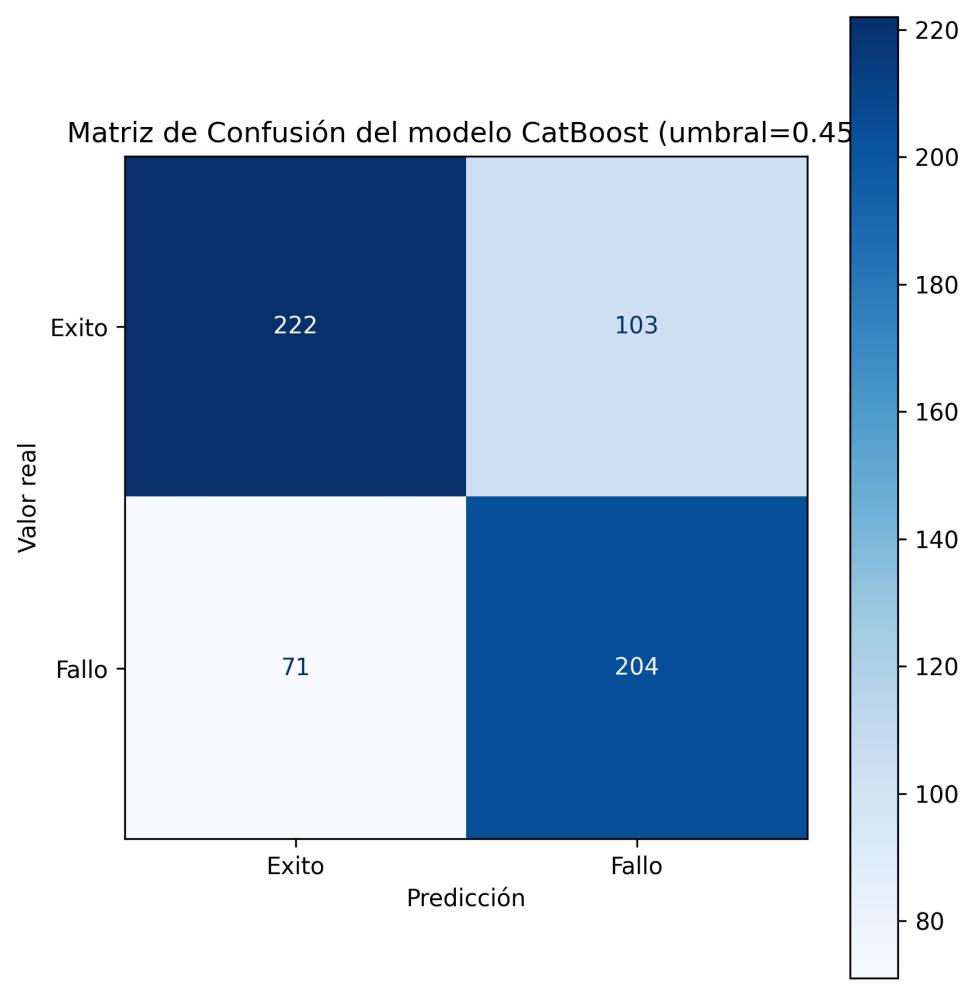 Matriz de Confusión del modelo CatBoost (umbral=0.45
Exito
222
103
Valor real
Fallo
71
204
Exito
Fallo
Predicción
220
200
180
160
140
120
100
80